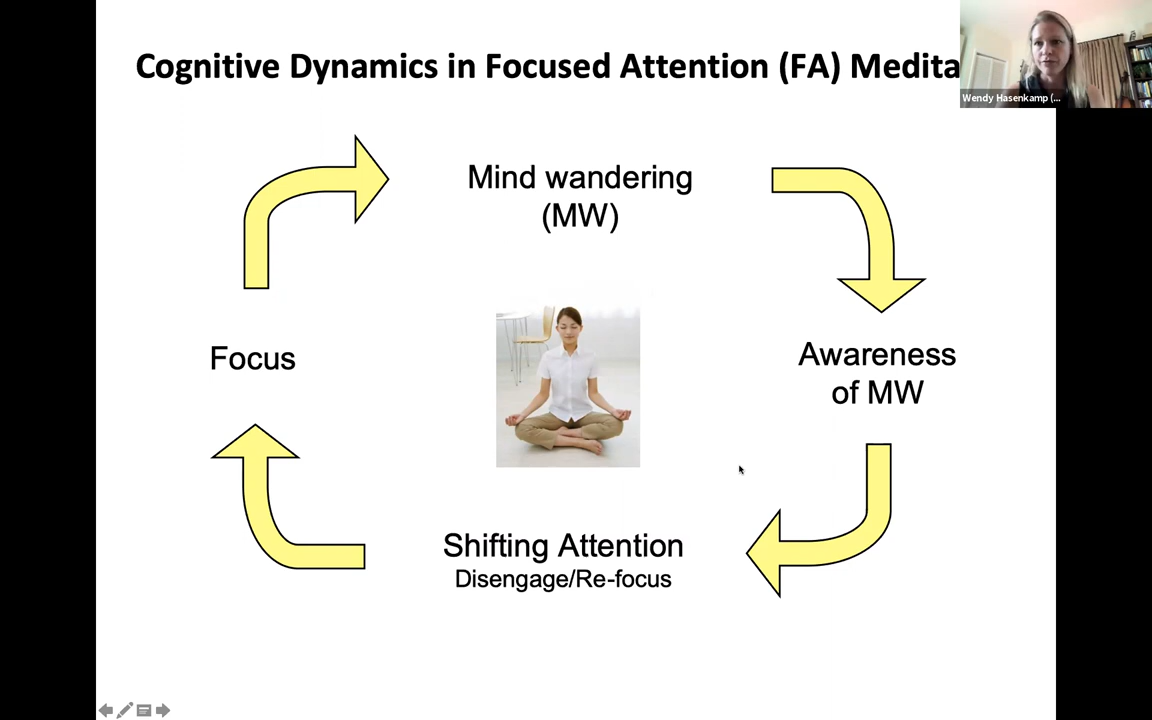 Cognitive Dynamics in Focused Attention (FA) Medita
Wendy Hasenkamp (...
Mind wandering
(MW)
Focus
Awareness
of MW
Shifting Attention
Disengage/Re-focus